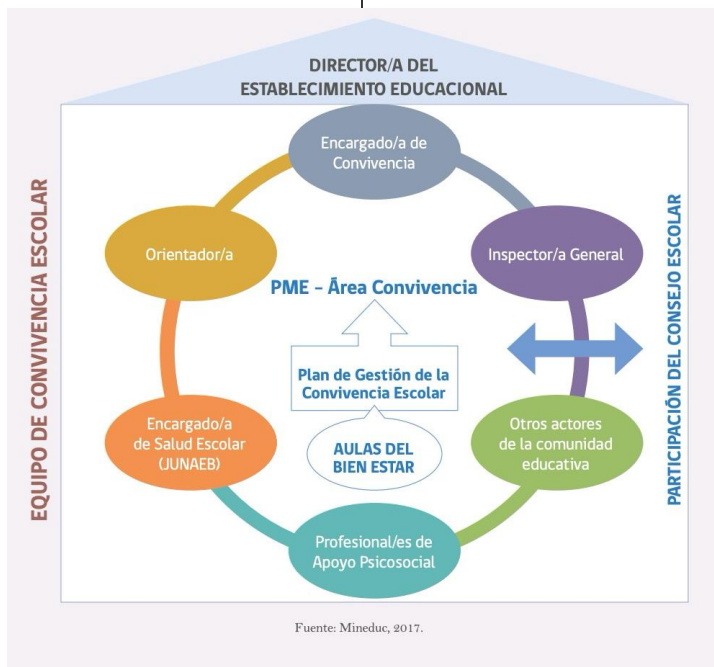 DIRECTOR/A DEL
ESTABLECIMIENTO EDUCACIONAL
EQUIPO DE CONVIVENCIA ESCOLAR
Encargado/a de
Convivencia
Orientador/a
Inspector/a General
PME – Área Convivencia
Plan de Gestión de la
Convivencia Escolar
AULAS DEL
BIEN ESTAR
Encargado/a
de Salud Escolar
(JUNAEB)
Otros actores
de la comunidad
educativa
Profesional/es de
Apoyo Psicosocial
PARTICIPACIÓN DEL CONSEJO ESCOLAR
Fuente: Mineduc, 2017.